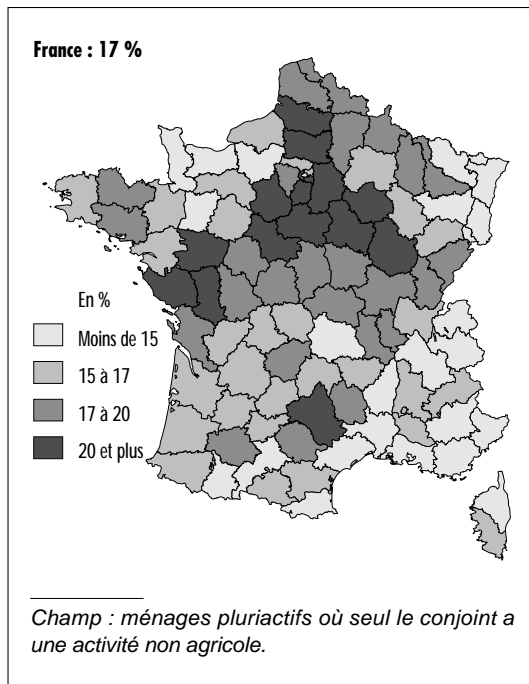 France : 17 %
En %
Moins de 15
15 à 17
17 à 20
20 et plus
Champ : ménages pluriactifs où seul le conjoint a
une activité non agricole.